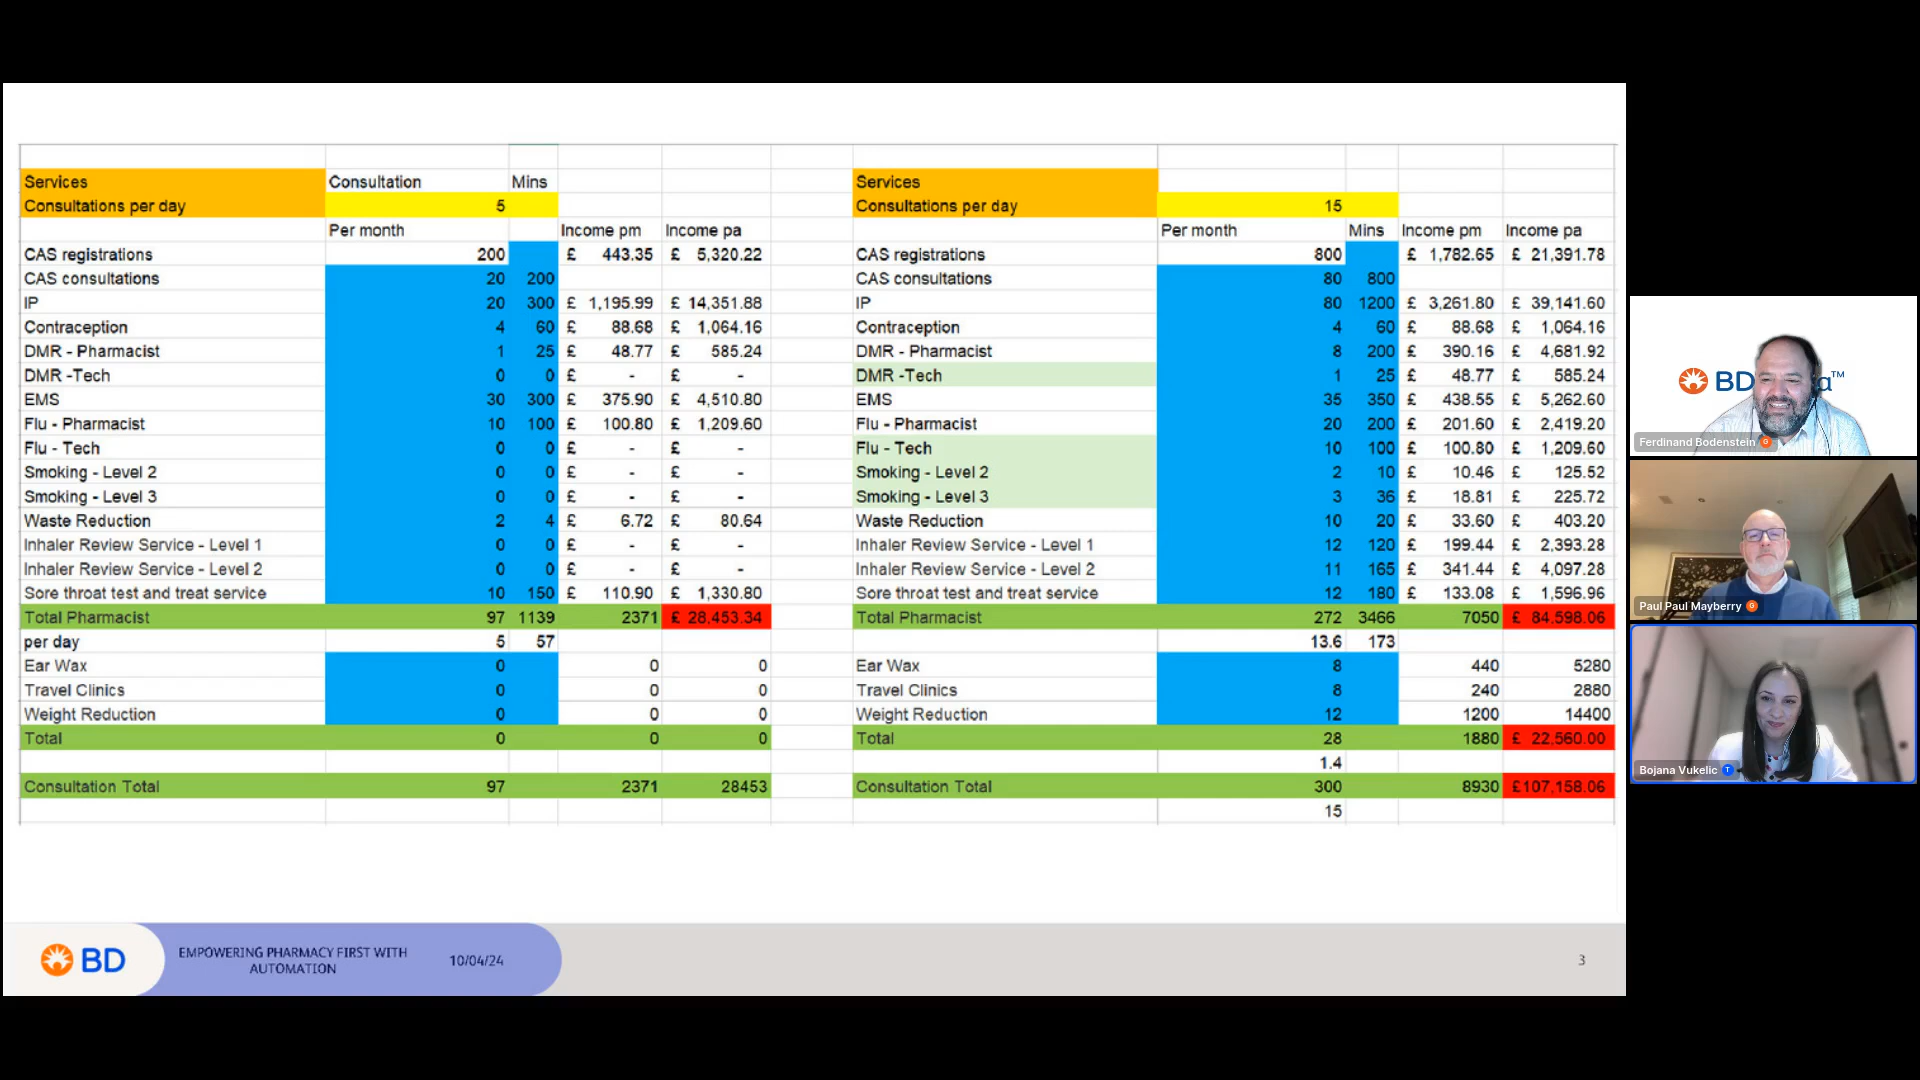 Services Consultation Mins
Consultations per day 5
Per month Income pm Income pa
CAS registrations 200 £ 443.35 £ 5,320.22
CAS consultations 20 200
IP 20 300 £ 1,195.99 £ 14,351.88
Contraception 4 60 £ 88.68 £ 1,064.16
DMR - Pharmacist 1 25 £ 48.77 £ 585.24
DMR -Tech 0 0 £ - £ -
EMS 30 300 £ 375.90 £ 4,510.80
Flu - Pharmacist 10 100 £ 100.80 £ 1,209.60
Flu - Tech 0 0 £ - £ -
Smoking - Level 2 0 0 £ - £ -
Smoking - Level 3 0 0 £ - £ -
Waste Reduction 2 4 £ 6.72 £ 80.64
Inhaler Review Service - Level 1 0 0 £ - £ -
Inhaler Review Service - Level 2 0 0 £ - £ -
Sore throat test and treat service 10 150 £ 110.90 £ 1,330.80
Total Pharmacist 97 1139 2371 £ 28,453.34
per day 5 57
Ear Wax 0 0 0
Travel Clinics 0 0 0
Weight Reduction 0 0 0
Total 0 0 0
Consultation Total 97 2371 28453
Services
Consultations per day 15
Per month Mins Income pm Income pa
CAS registrations 800 £ 1,782.65 £ 21,391.78
CAS consultations 80 800
IP 80 1200 £ 3,261.80 £ 39,141.60
Contraception 4 60 £ 88.68 £ 1,064.16
DMR - Pharmacist 8 200 £ 390.16 £ 4,681.92
DMR -Tech 1 25 £ 48.77 £ 585.24
EMS 35 350 £ 438.55 £ 5,262.60
Flu - Pharmacist 20 200 £ 201.60 £ 2,419.20
Flu - Tech 10 100 £ 100.80 £ 1,209.60
Smoking - Level 2 2 10 £ 10.46 £ 125.52
Smoking - Level 3 3 36 £ 18.81 £ 225.72
Waste Reduction 10 20 £ 33.60 £ 403.20
Inhaler Review Service - Level 1 12 120 £ 199.44 £ 2,393.28
Inhaler Review Service - Level 2 11 165 £ 341.44 £ 4,097.28
Sore throat test and treat service 12 180 £ 133.08 £ 1,596.96
Total Pharmacist 272 3466 7050 £ 84,598.06
13.6 173
Ear Wax 8 440 5280
Travel Clinics 8 240 2880
Weight Reduction 12 1200 14400
Total 28 1880 £ 22,560.00
1.4
Consultation Total 300 8930 £107,158.06
15
BD
EMPOWERING PHARMACY FIRST WITH
AUTOMATION
10/04/24
3
BD a™
Ferdinand Bodenstein G
Paul Paul Mayberry G
Bojana Vukelic T